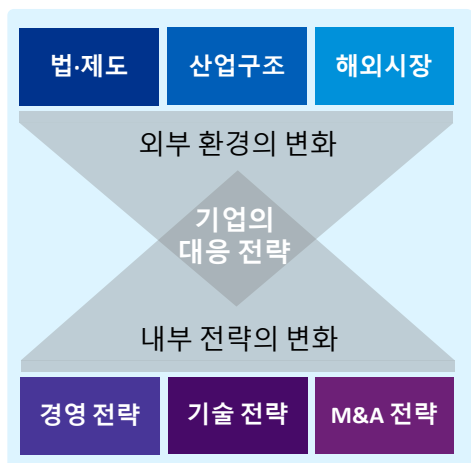 법·제도
산업구조
해외시장
외부 환경의 변화
기업의
대응 전략
내부 전략의 변화
경영 전략
기술 전략
M&A 전략